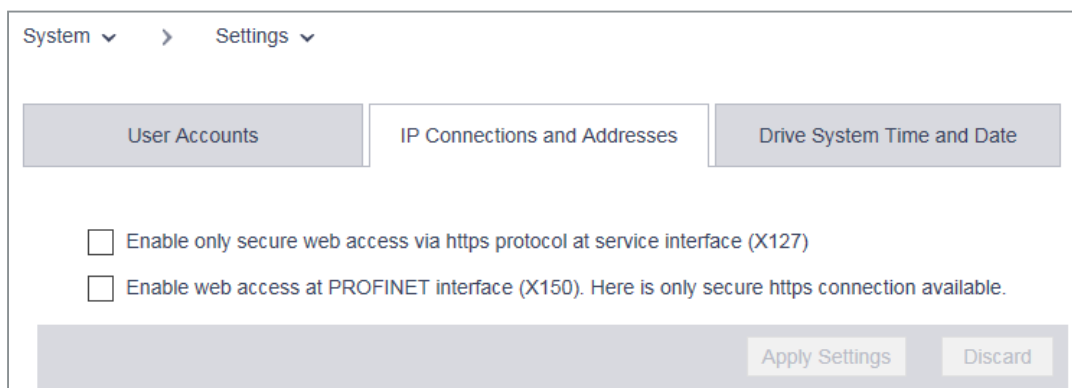 System > Settings
User Accounts IP Connections and Addresses Drive System Time and Date
Enable only secure web access via https protocol at service interface (X127)
Enable web access at PROFINET interface (X150). Here is only secure https connection available.
Apply Settings Discard